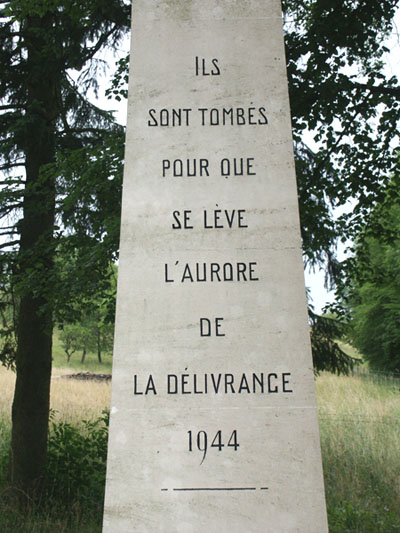 ILS
SONT TOMBÉS
POUR QUE
SE LÈVE
L'AURORE
DE
LA DÉLIVRANCE
1944